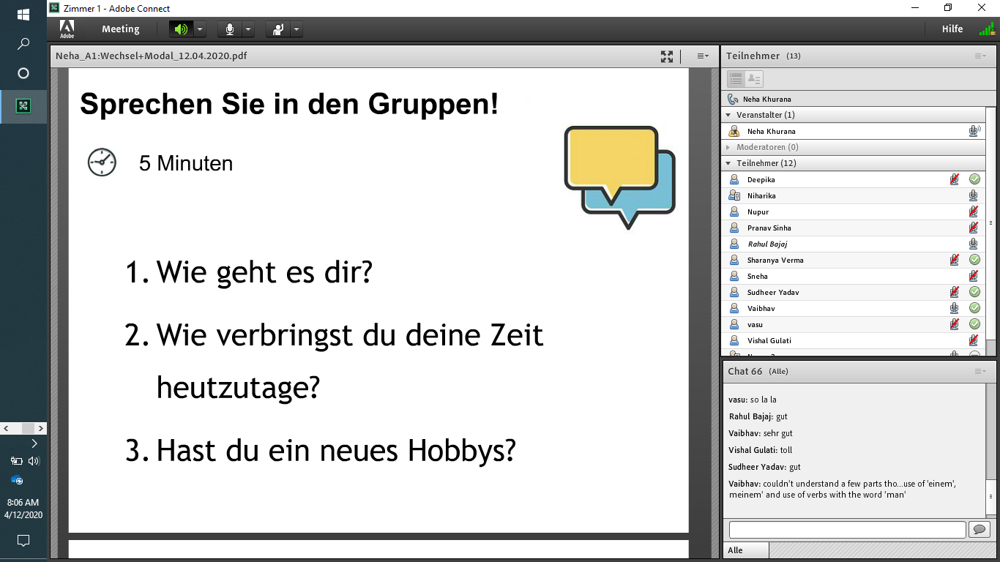 Zimmer 1 - Adobe Connect
Adobe
Meeting
Hilfe
Neha_A1:Wechsel+Modal_12.04.2020.pdf
Sprechen Sie in den Gruppen!
5 Minuten
1. Wie geht es dir?
2. Wie verbringst du deine Zeit
heutzutage?
3. Hast du ein neues Hobbys?
Teilnehmer (13)
Neha Khurana
Veranstalter (1)
Neha Khurana
Moderatoren (0)
Teilnehmer (12)
Deepika
Niharika
Nupur
Pranav Sinha
Rahul Bajaj
Sharanya Verma
Sneha
Sudheer Yadav
Vaibhav
vasu
Vishal Gulati
Chat 66 (Alle)
vasu: so la la
Rahul Bajaj: gut
Vaibhav: sehr gut
Vishal Gulati: toll
Sudheer Yadav: gut
Vaibhav: couldn't understand a few parts tho...use of 'einem',
meinem' and use of verbs with the word 'man'
Alle
8:06 AM
4/12/2020